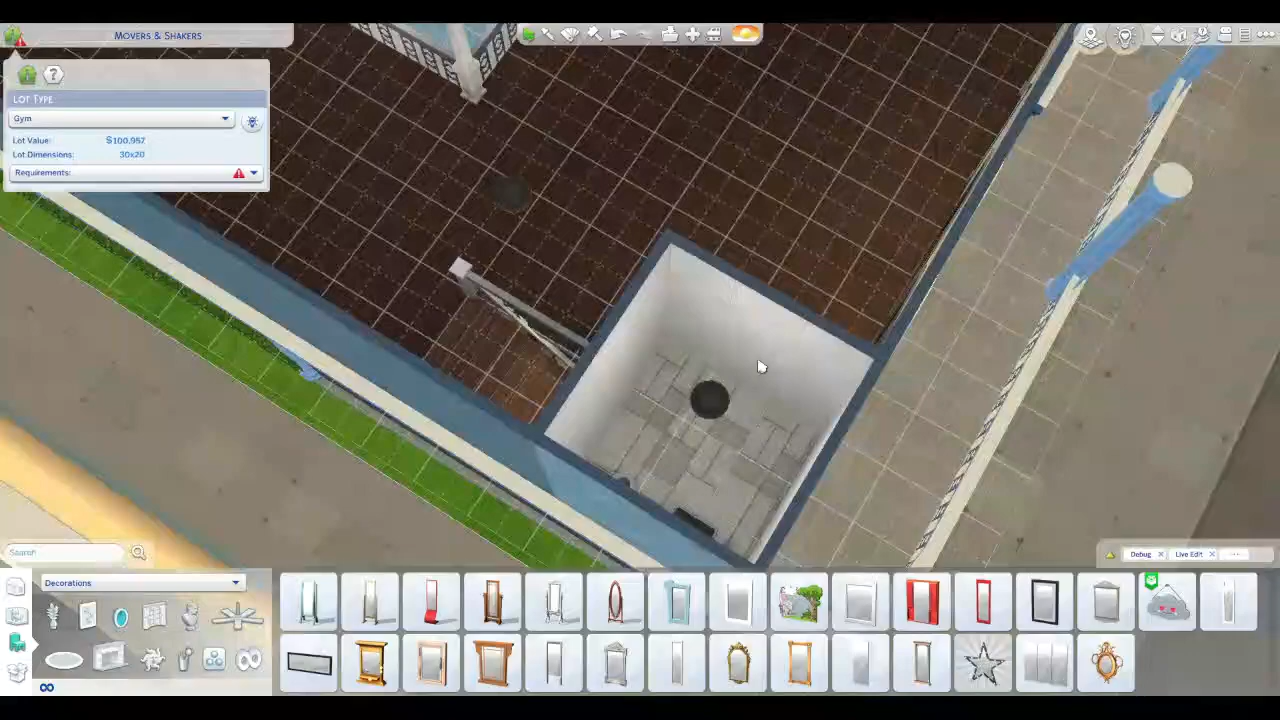 MOVERS & SHAKERS
?
LOT TYPE
Gym
Lot Value: §100,957
Lot Dimensions: 30x20
Requirements:
Debug
Live Edit
Search
Decorations